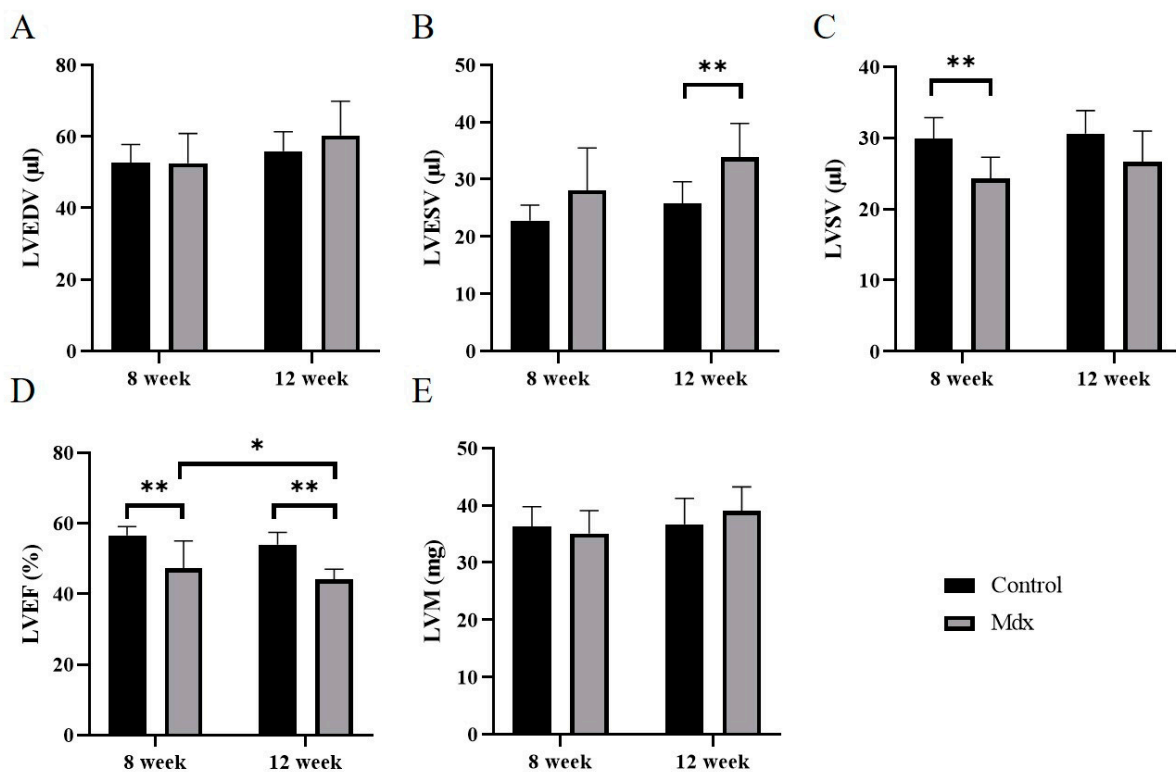 A
LVEDV (µl)
80
60
40
20
0
8 week
12 week
B
LVESV (µl)
50
40
30
20
10
0
**
8 week
12 week
C
LVSV (µl)
40
30
20
10
0
**
8 week
12 week
D
LVEF (%)
80
60
40
20
0
**
*
**
8 week
12 week
E
LVM (mg)
50
40
30
20
10
0
8 week
12 week
Control
Mdx